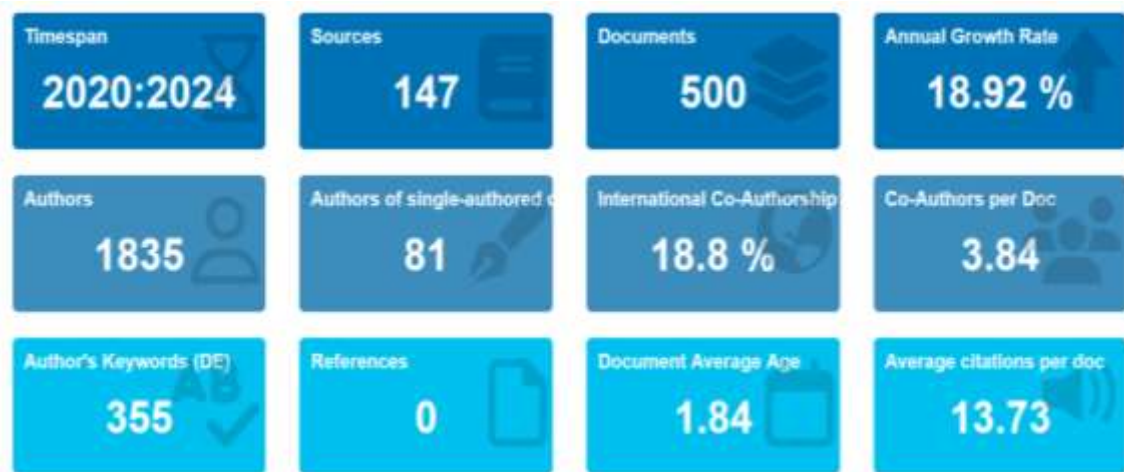 Timespan
2020:2024
Sources
147
Documents
500
Annual Growth Rate
18.92 %
Authors
1835
Authors of single-authored
81
International Co-Authorship
18.8 %
Co-Authors per Doc
3.84
Author's Keywords (DE)
355
References
0
Document Average Age
1.84
Average citations per doc
13.73